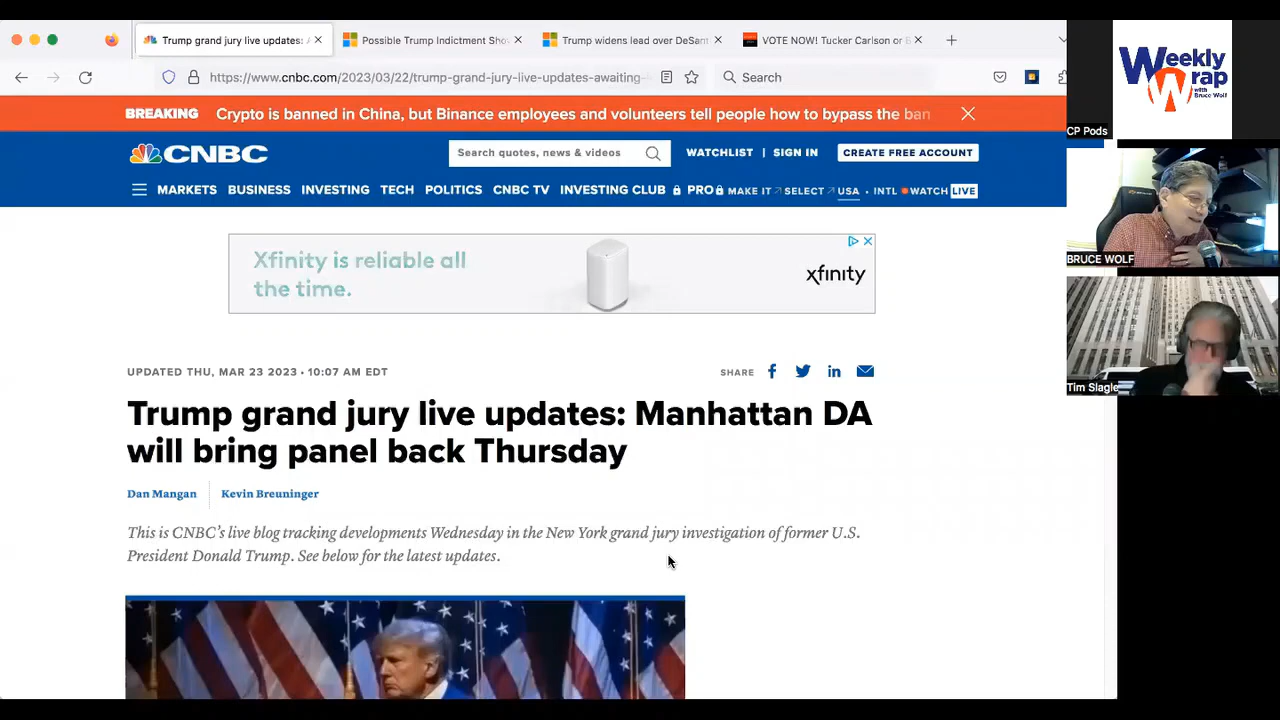 Trump grand jury live updates:
Possible Trump Indictment Sho
Trump widens lead over DeSant
VOTE NOW! Tucker Carlson or
https://www.cnbc.com/2023/03/22/trump-grand-jury-live-updates-awaiting-
Search
BREAKING Crypto is banned in China, but Binance employees and volunteers tell people how to bypass the ban
CNBC
Search quotes, news & videos
WATCHLIST | SIGN IN
CREATE FREE ACCOUNT
MARKETS BUSINESS INVESTING TECH POLITICS CNBC TV INVESTING CLUB PRO MAKE IT SELECT USA INTL WATCH LIVE
Xfinity is reliable all
the time.
xfinity
UPDATED THU, MAR 23 2023 • 10:07 AM EDT
SHARE
Trump grand jury live updates: Manhattan DA
will bring panel back Thursday
Dan Mangan
Kevin Breuninger
This is CNBC’s live blog tracking developments Wednesday in the New York grand jury investigation of former U.S.
President Donald Trump. See below for the latest updates.
Weekly
Wrap
with Bruce Wolf
CP Pods
BRUCE WOLF
Tim Slagle